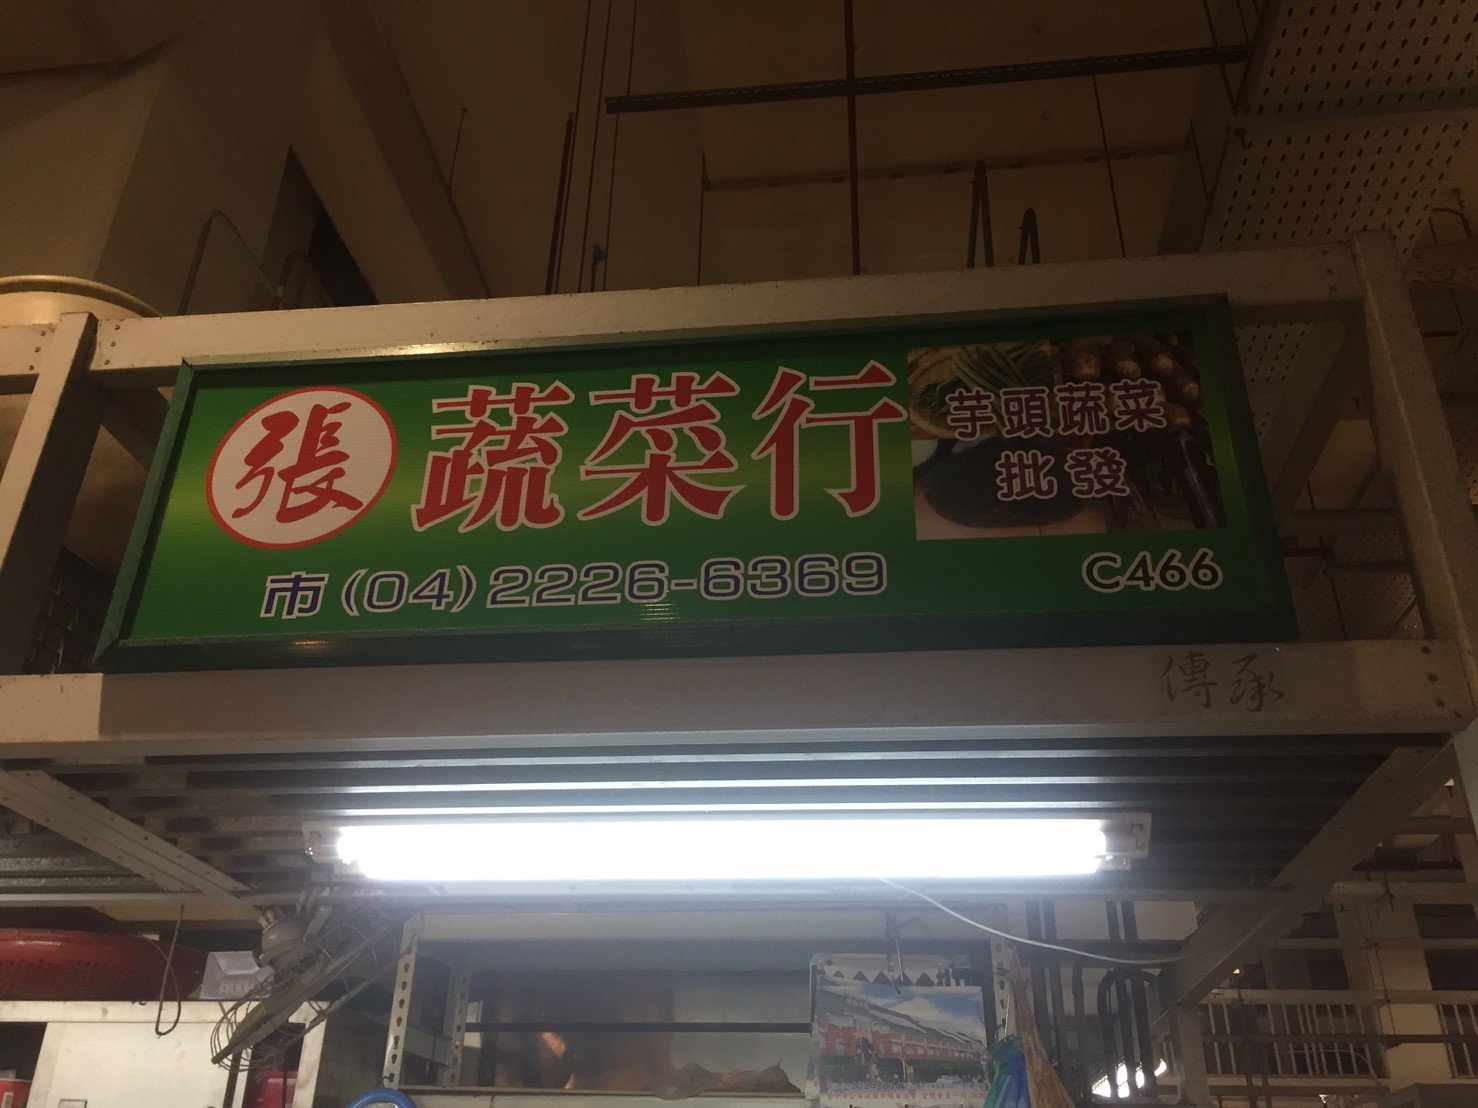 張 蔬菜行
芋頭蔬菜
批發
市(04)2226-6369
C466
傳承